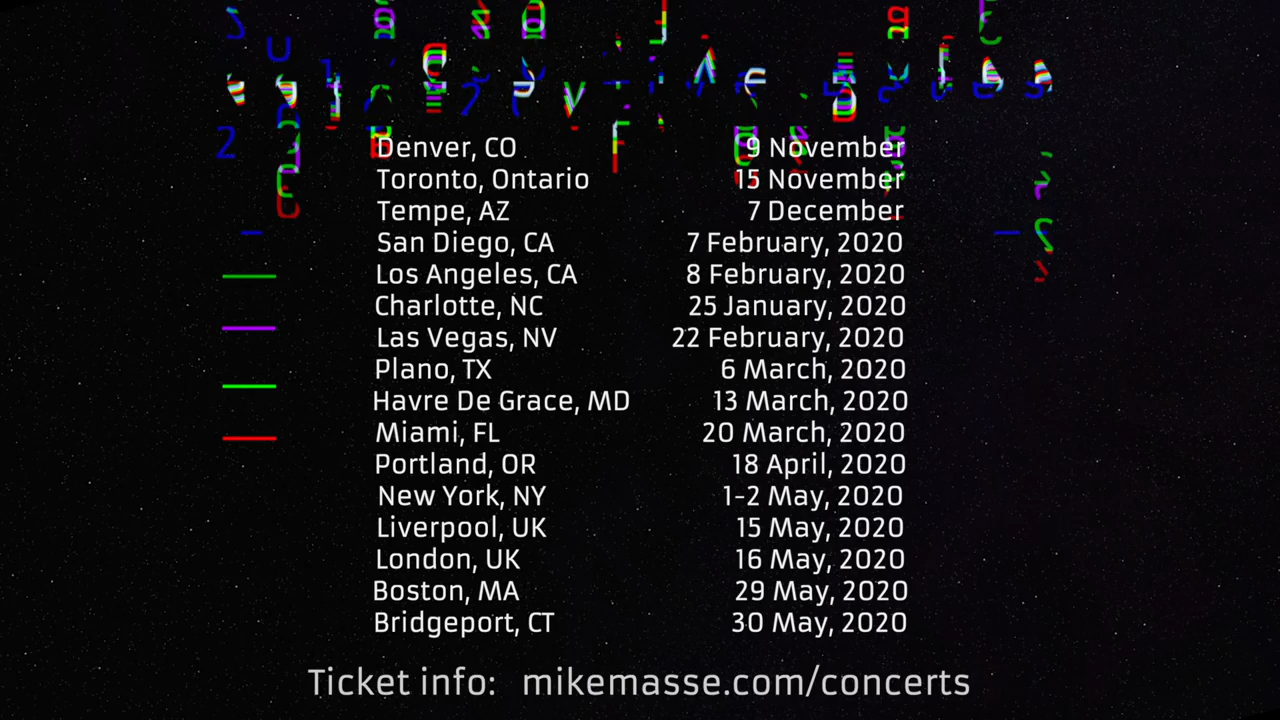 Denver, CO 9 November
Toronto, Ontario 15 November
Tempe, AZ 7 December
San Diego, CA 7 February, 2020
Los Angeles, CA 8 February, 2020
Charlotte, NC 25 January, 2020
Las Vegas, NV 22 February, 2020
Plano, TX 6 March, 2020
Havre De Grace, MD 13 March, 2020
Miami, FL 20 March, 2020
Portland, OR 18 April, 2020
New York, NY 1-2 May, 2020
Liverpool, UK 15 May, 2020
London, UK 16 May, 2020
Boston, MA 29 May, 2020
Bridgeport, CT 30 May, 2020
Ticket info: mikemasse.com/concerts